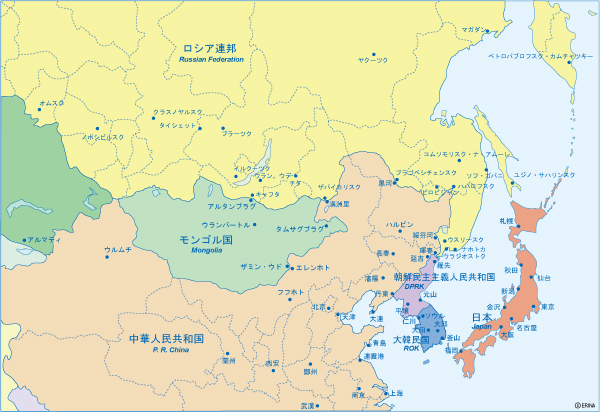 マガダン
ロシア連邦
Russian Federation
ヤクーツク
ペトロパブロフスク・カムチャツキー
オムスク
クラスノヤルスク
タイシェット
ブラーツク
ノボシビルスク
コムソモリスク・ナ・アムーレ
イルクーツク
ウラン・ウデ
チタ
ブラゴベシチェンスク
ソフ・ガバニ
ユジノ・サハリンスク
黒河
ビロビジャン
ハバロフスク
キャフタ
ザバイカリスク
アルタンブラグ
満洲里
札幌
ウランバートル
タムサグブラグ
ハルビン
綏芬河
ウスリースク
アルマティ
モンゴル国
Mongolia
ナホトカ
ウラジオストク
ウルムチ
長春
琿春
延吉
羅先
ザミン・ウド
エレンホト
秋田
仙台
瀋陽
朝鮮民主主義人民共和国
DPRK
フフホト
丹東
元山
新潟
北京
平壌
金沢
東京
天津
大連
仁川
ソウル
日本
Japan
名古屋
中華人民共和国
P. R. China
大田
大邱
大阪
青島
大韓民国
ROK
釜山
福岡
蘭州
連雲港
西安
鄭州
南京
上海
武漢
©ERINA